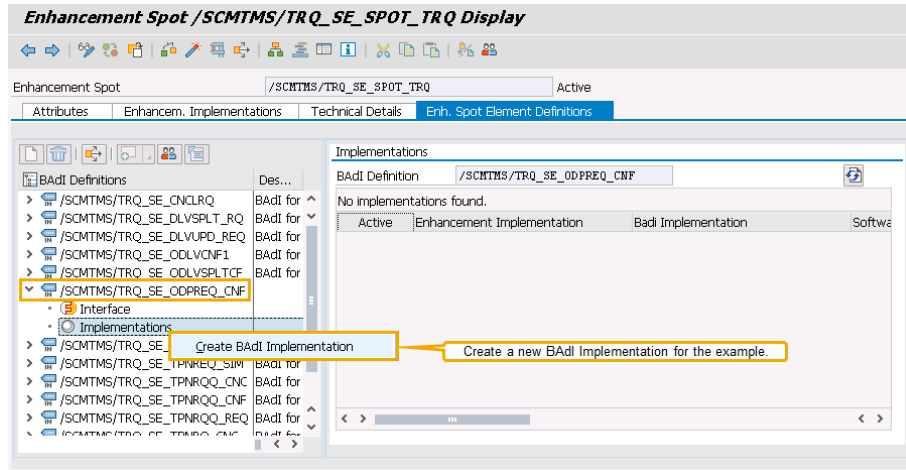 Enhancement Spot /SCMTMS/TRQ_SE_SPOT_TRQ Display
Enhancement Spot /SCMTMS/TRQ_SE_SPOT_TRQ Active
Attributes Enhancem. Implementations Technical Details Enh. Spot Element Definitions
BAdI Definitions Des...
/SCMTMS/TRQ_SE_CNCLRQ BAdI for
/SCMTMS/TRQ_SE_DLVSPLT_RQ BAdI for
/SCMTMS/TRQ_SE_DLVUPD_REQ BAdI for
/SCMTMS/TRQ_SE_ODLVCNF1 BAdI for
/SCMTMS/TRQ_SE_ODLVSPLTCF BAdI for
/SCMTMS/TRQ_SE_ODPREQ_CNF
Interface
Implementations
/SCMTMS/TRQ_SE_
/SCMTMS/TRQ_SE_TPNREQ_SIM BAdI for
/SCMTMS/TRQ_SE_TPNRQQ_CNC BAdI for
/SCMTMS/TRQ_SE_TPNRQQ_CNF BAdI for
/SCMTMS/TRQ_SE_TPNRQQ_REQ BAdI for
Create BAdI Implementation
Implementations
BAdI Definition /SCMTMS/TRQ_SE_ODPREQ_CNF
No implementations found.
Active Enhancement Implementation Badi Implementation Softwa
Create a new BAdI Implementation for the example.